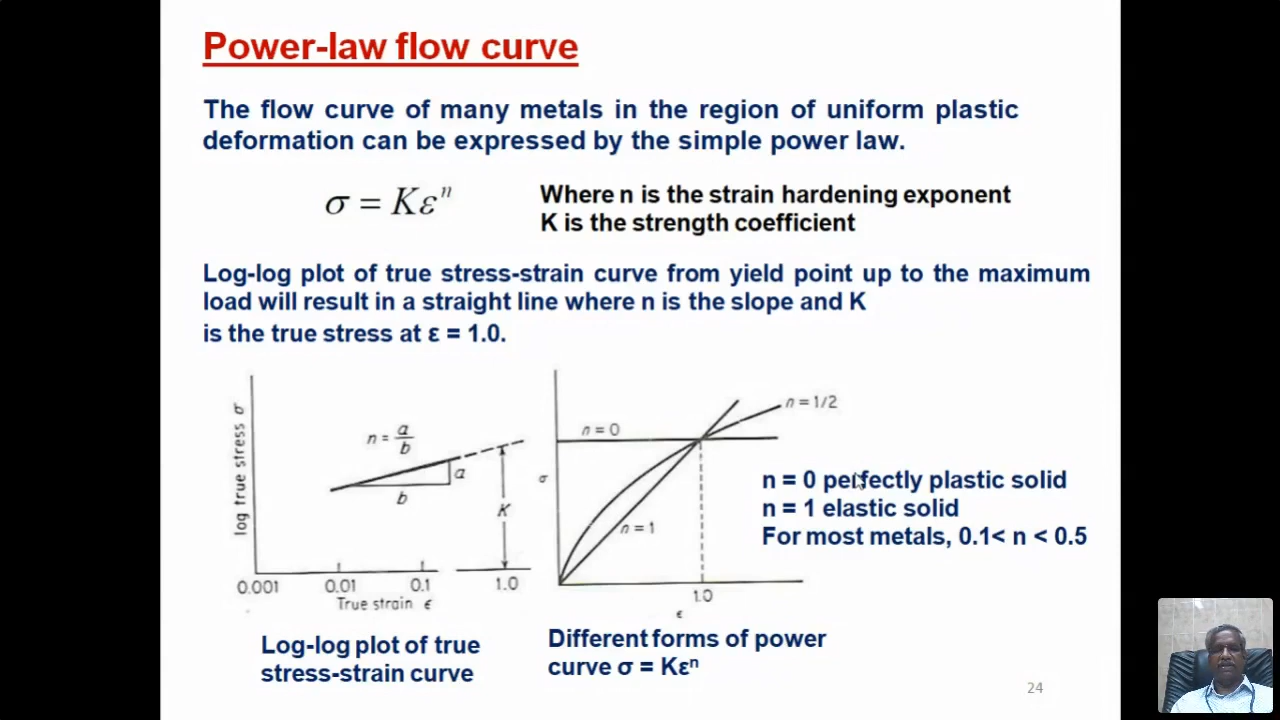 Power-law flow curve
The flow curve of many metals in the region of uniform plastic
deformation can be expressed by the simple power law.
σ = Kεⁿ
Where n is the strain hardening exponent
K is the strength coefficient
Log-log plot of true stress-strain curve from yield point up to the maximum
load will result in a straight line where n is the slope and K
is the true stress at ε = 1.0.
log true stress σ
n = a/b
a
b
K
0.001 0.01 0.1 1.0
True strain ϵ
Log-log plot of true
stress-strain curve
σ
n = 0
n = 1/2
n = 1
1.0
ϵ
Different forms of power
curve σ = Kεⁿ
n = 0 perfectly plastic solid
n = 1 elastic solid
For most metals, 0.1< n < 0.5
24